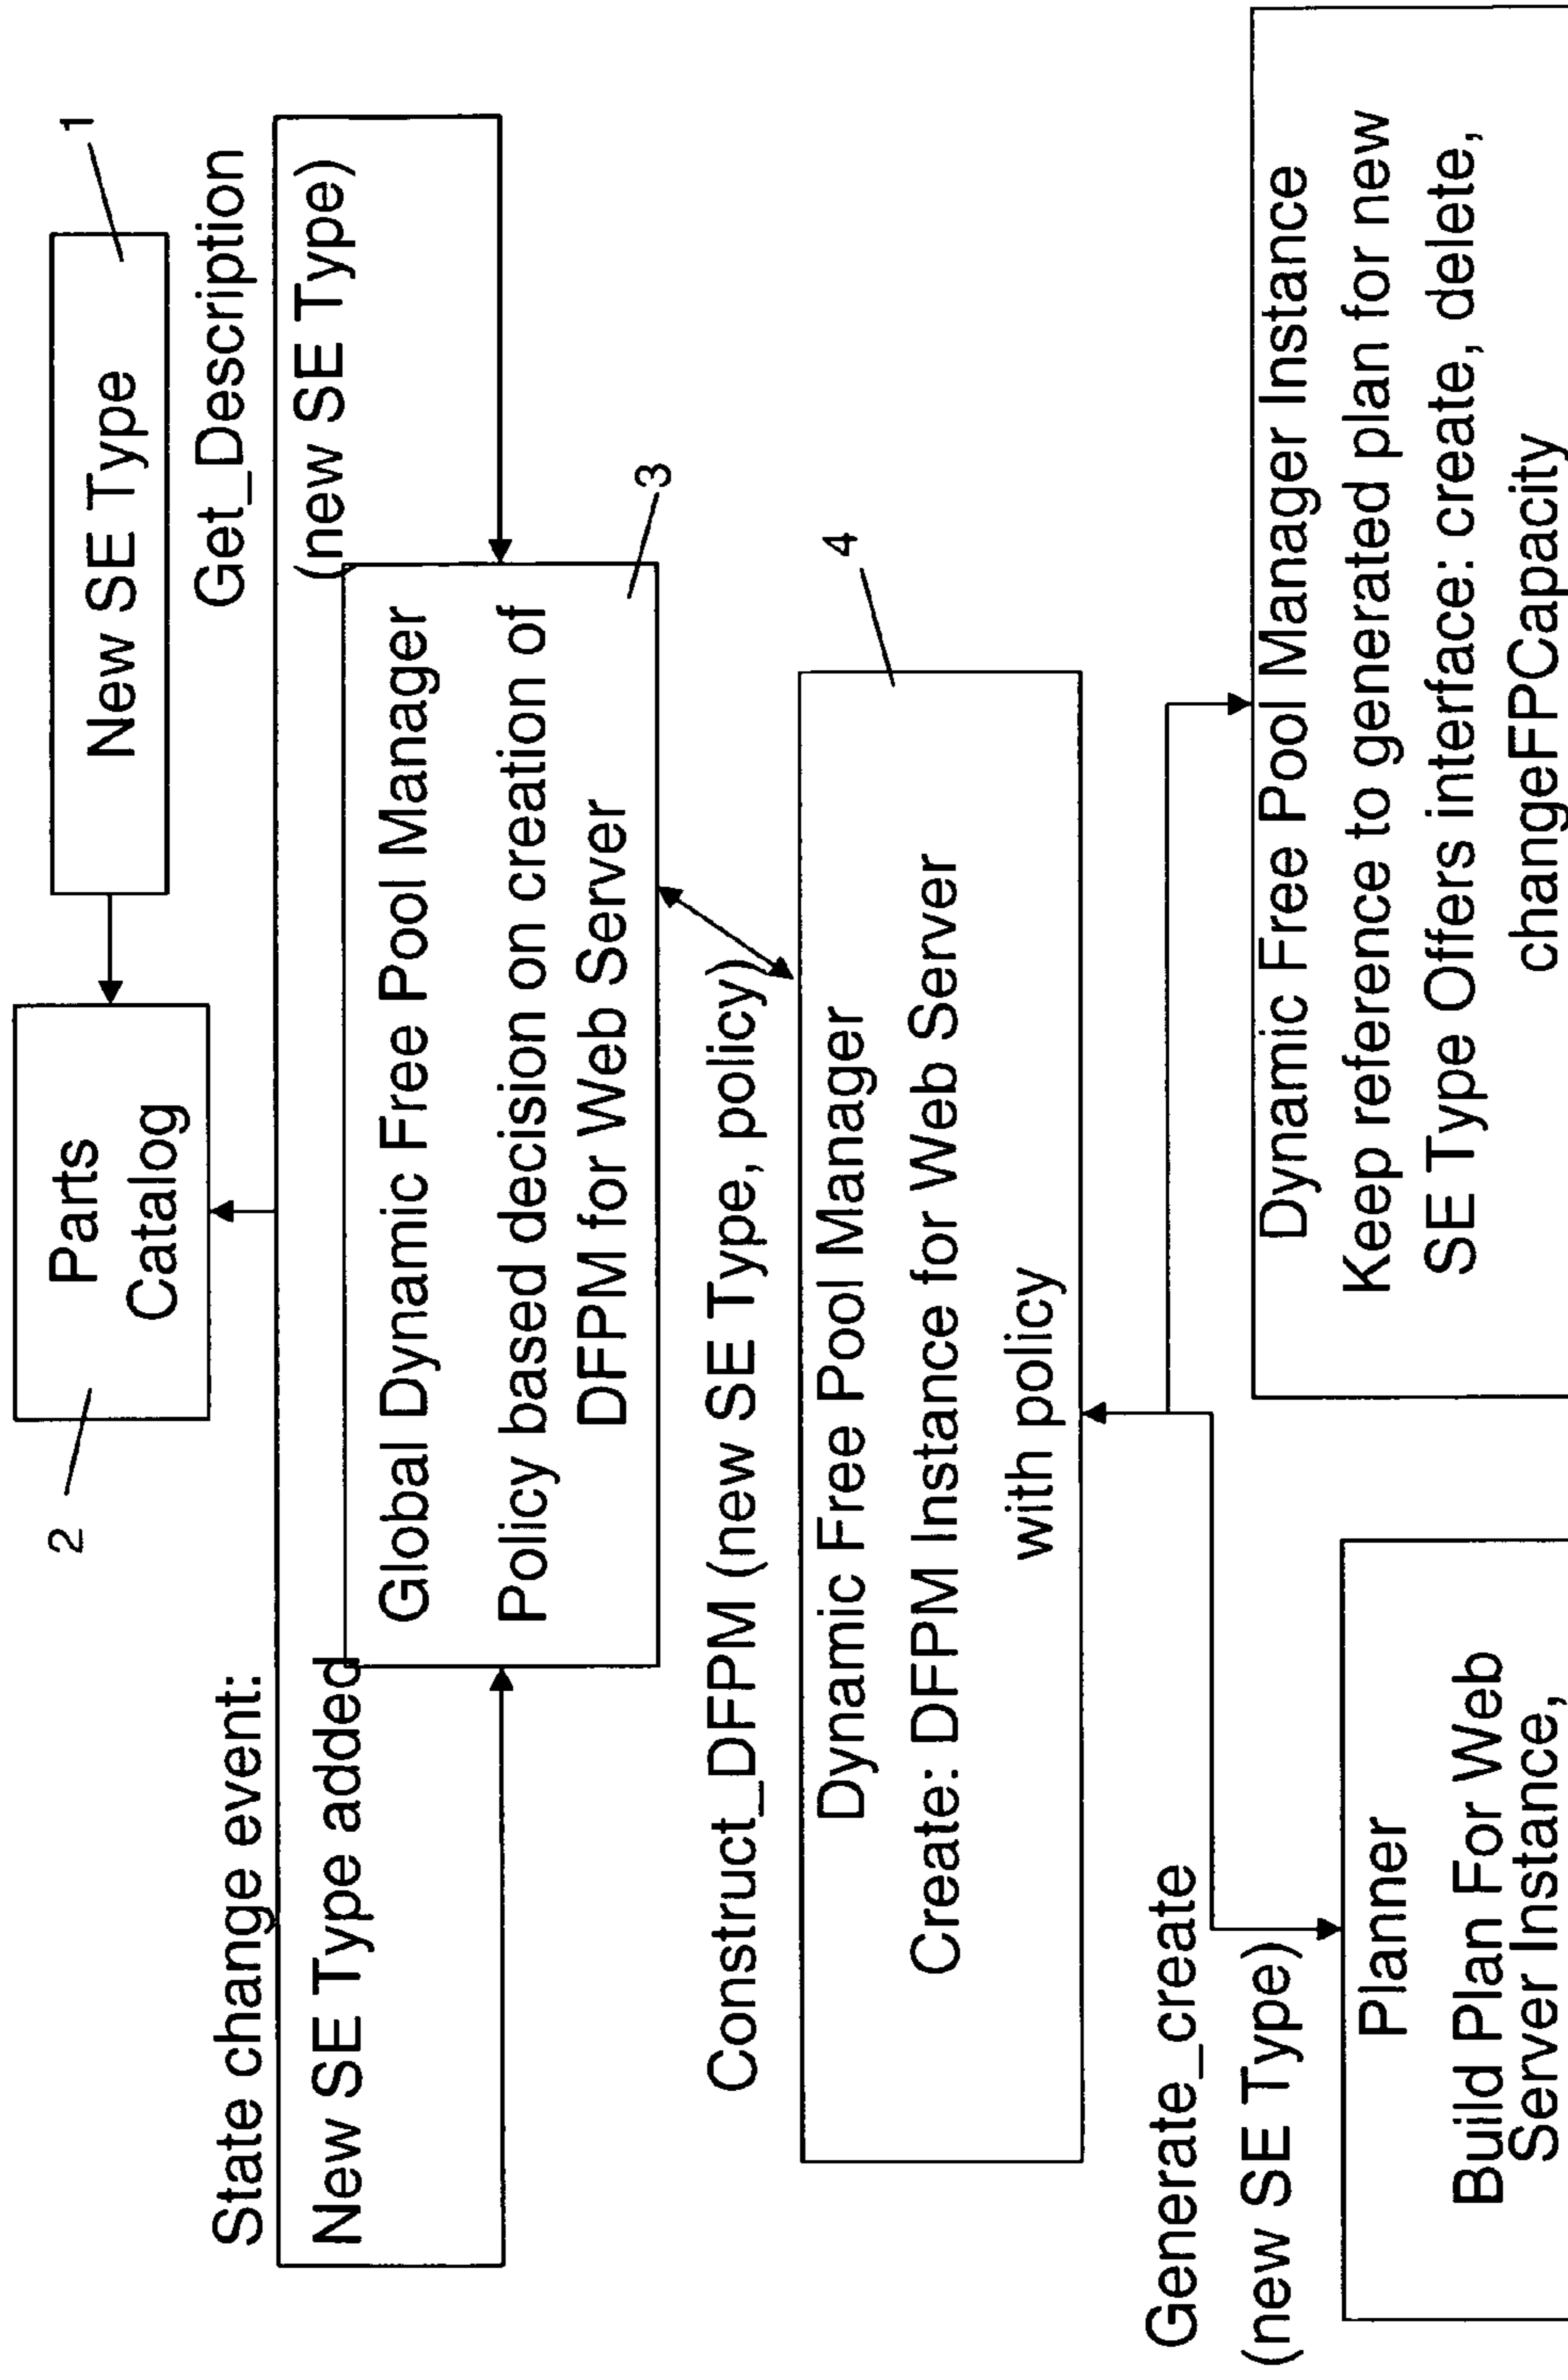 1
New SE Type
Parts
Catalog
2
State change event:
Get_Description
New SE Type added
(new SE Type)
Global Dynamic Free Pool Manager
Policy based decision on creation of
DFPM for Web Server
3
Construct_DFPM (new SE Type, policy)
4
Dynamic Free Pool Manager
Create: DFPM Instance for Web Server
with policy
Generate_create
(new SE Type)
Planner
Build Plan For Web
Server Instance,
Dynamic Free Pool Manager Instance
Keep reference to generated plan for new
SE Type Offers interface: create, delete,
changeFPCapacity